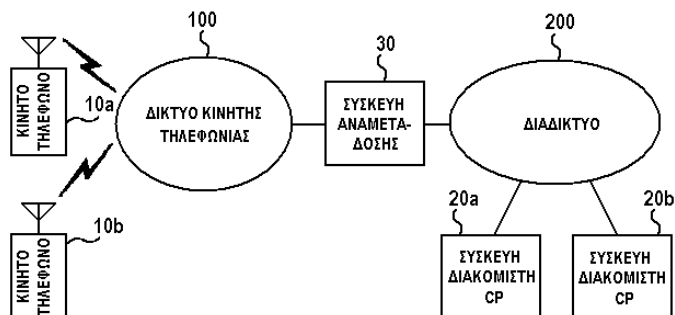 100
30
200
ΚΙΝΗΤΟ
ΤΗΛΕΦΩΝΟ
10a
ΔΙΚΤΥΟ ΚΙΝΗΤΗΣ
ΤΗΛΕΦΩΝΙΑΣ
ΣΥΣΚΕΥΗ
ΑΝΑΜΕΤΑ-
ΔΟΣΗΣ
ΔΙΑΔΙΚΤΥΟ
ΚΙΝΗΤΟ
ΤΗΛΕΦΩΝΟ
10b
20a
20b
ΣΥΣΚΕΥΗ
ΔΙΑΚΟΜΙΣΤΗ
CP
ΣΥΣΚΕΥΗ
ΔΙΑΚΟΜΙΣΤΗ
CP